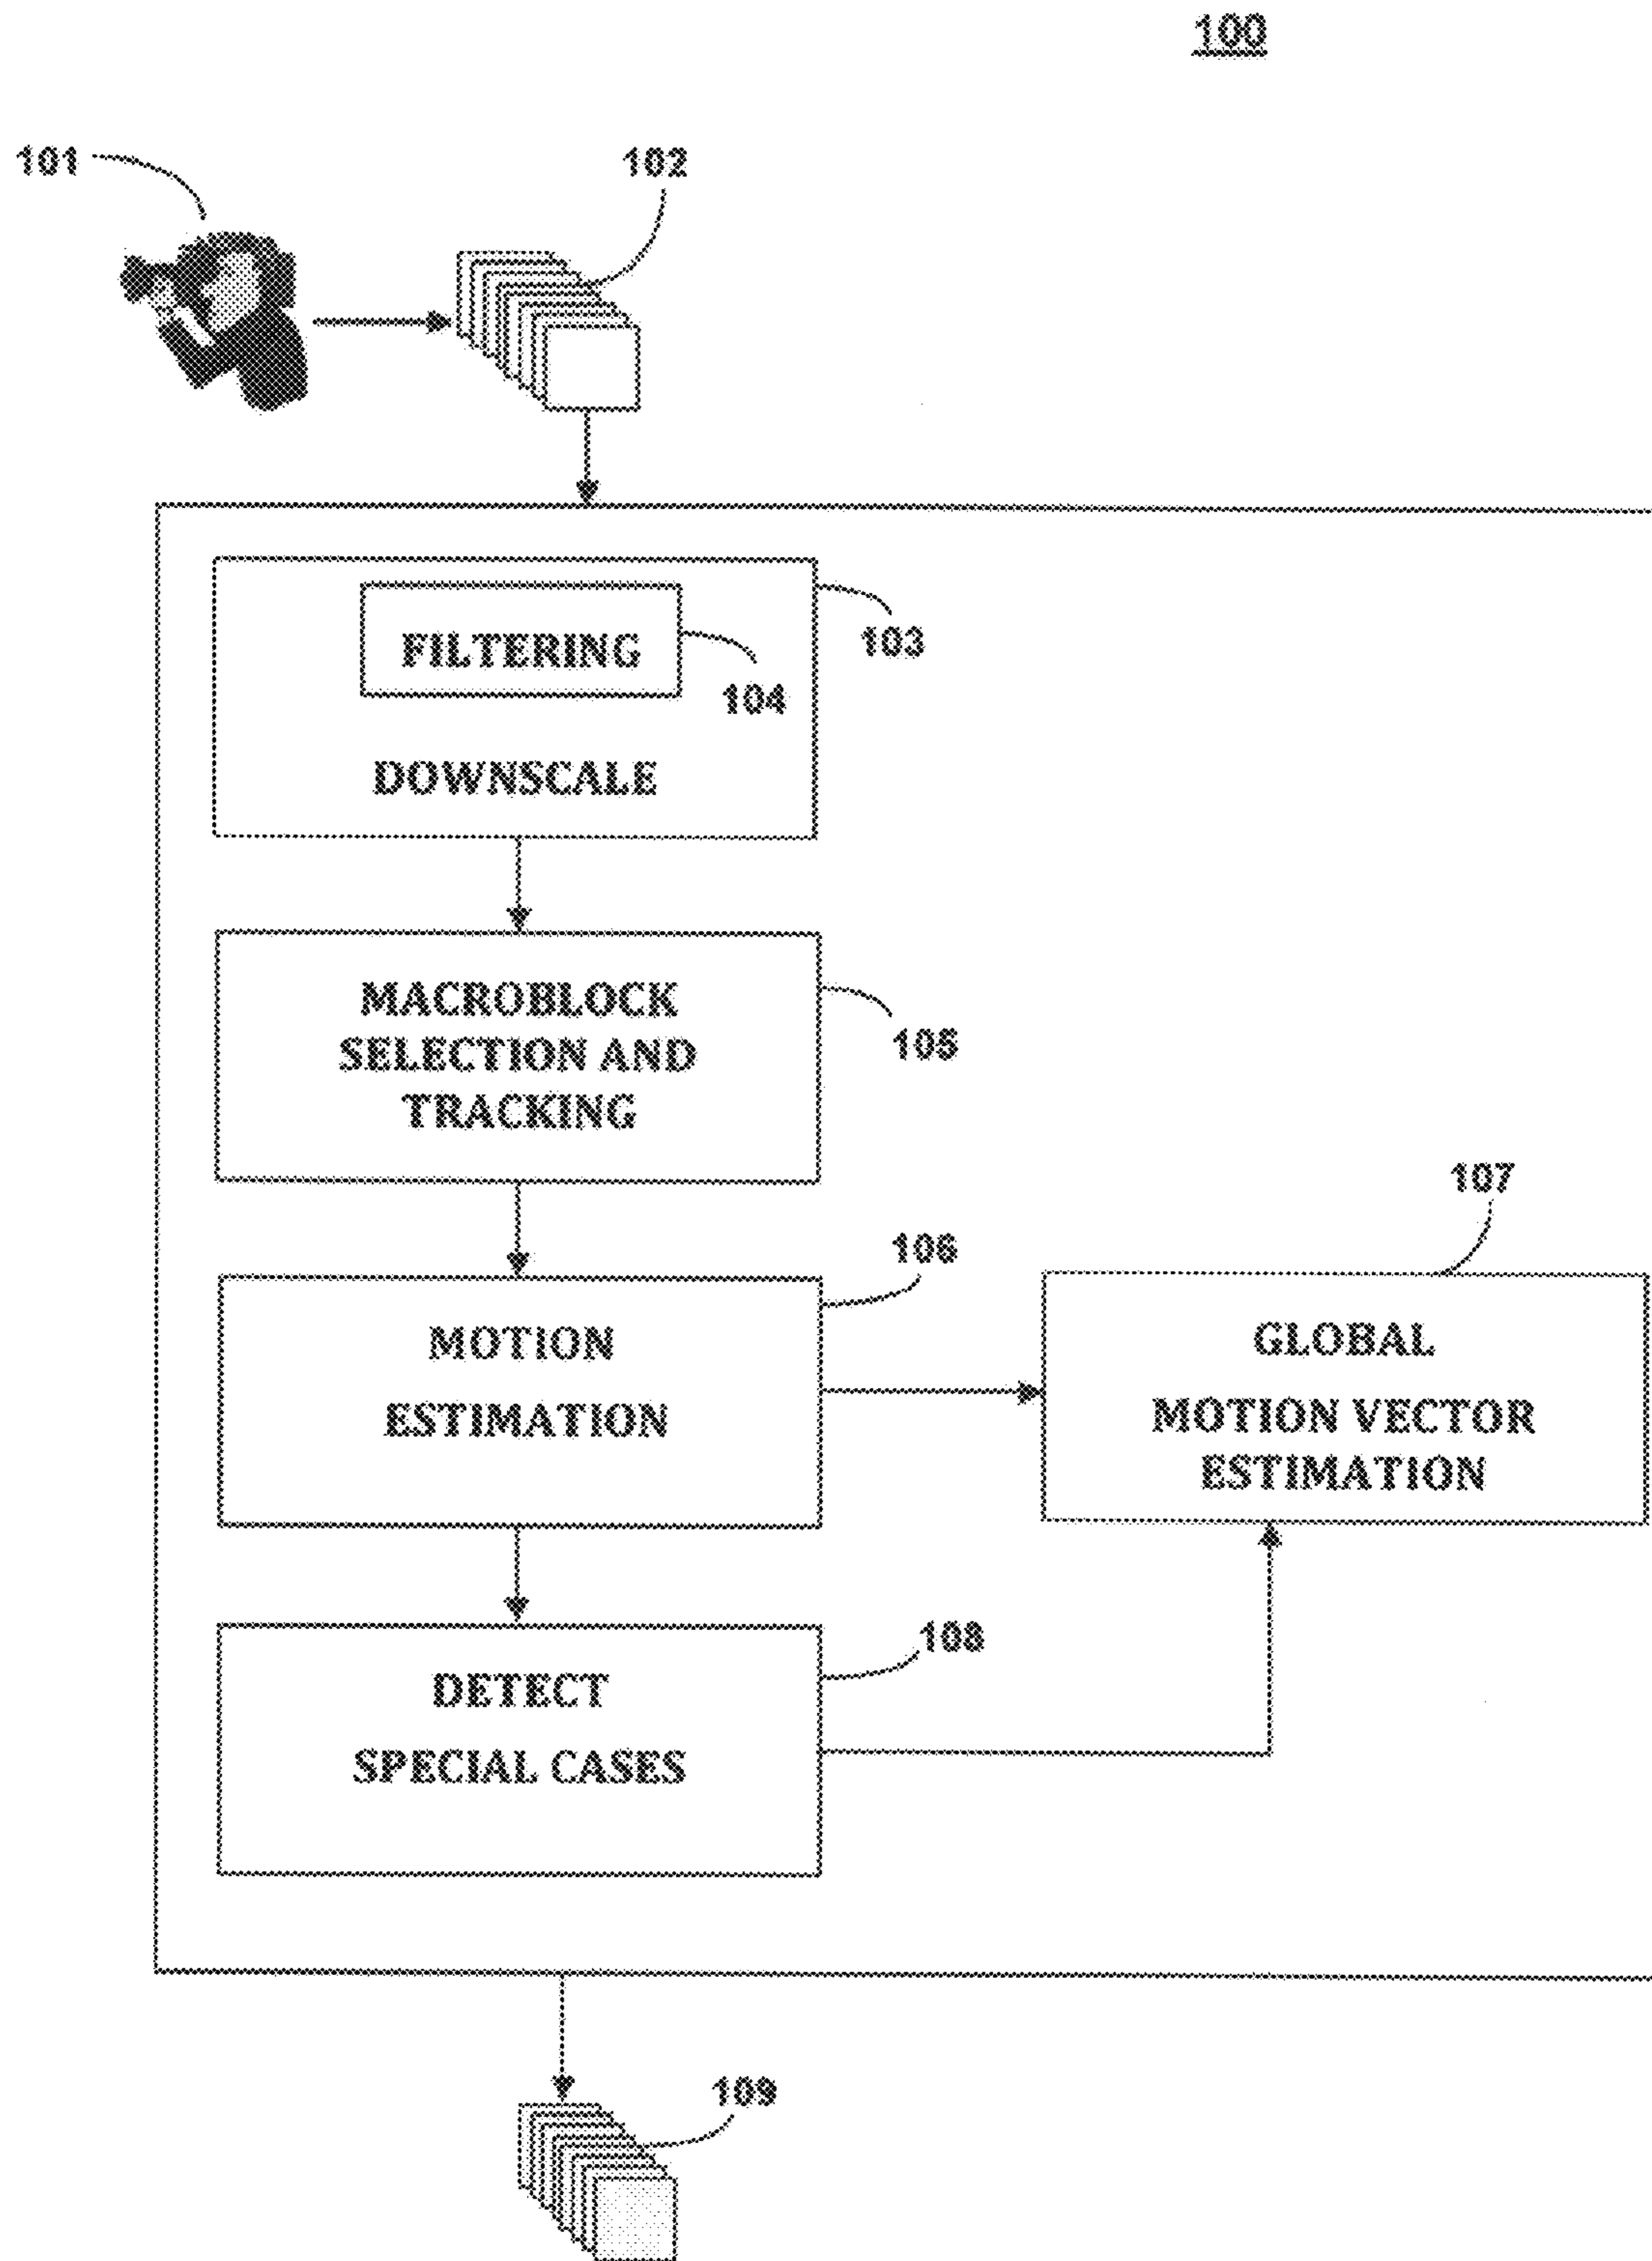 100
101
102
FILTERING
103
104
DOWNSCALE
MACROBLOCK
SELECTION AND
TRACKING
105
106
107
MOTION
ESTIMATION
GLOBAL
MOTION VECTOR
ESTIMATION
108
DETECT
SPECIAL CASES
109